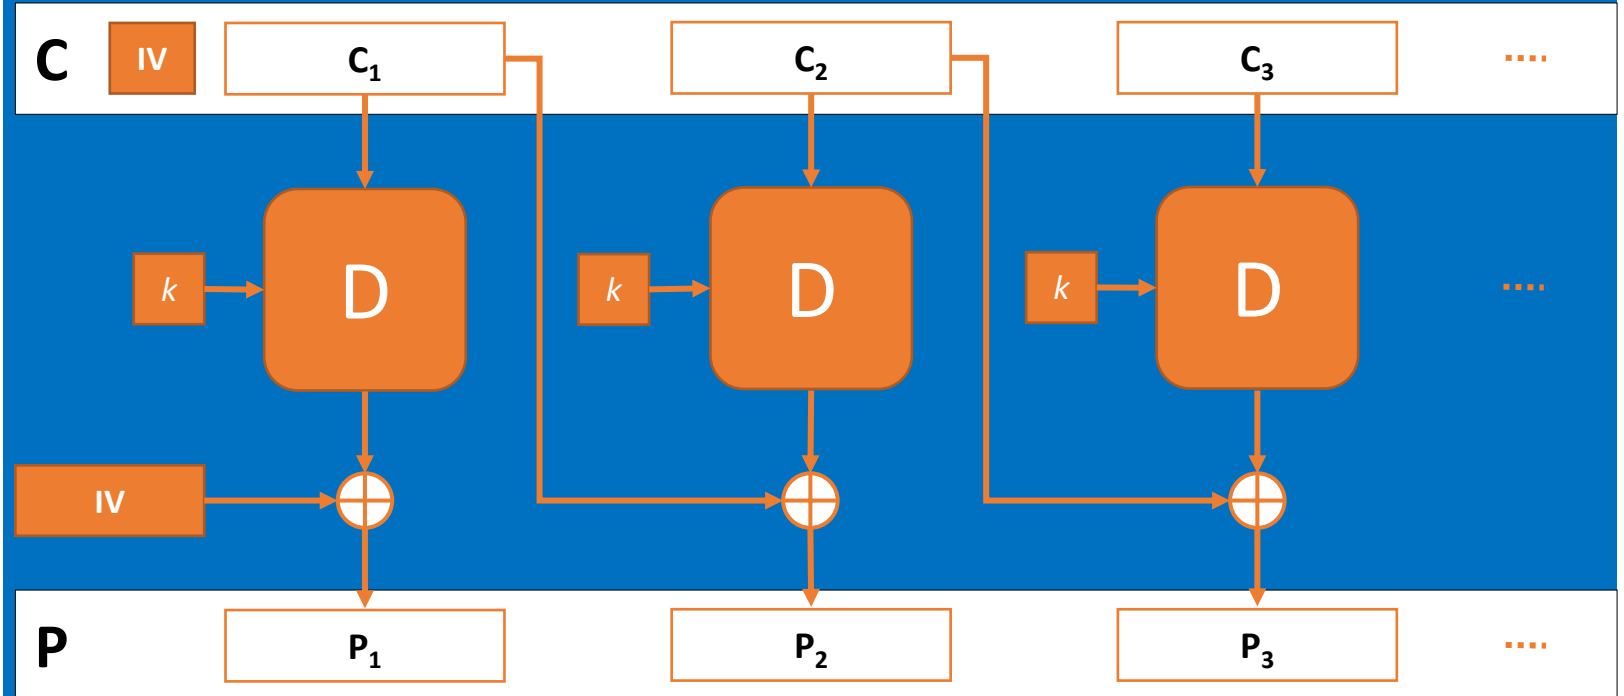 C IV C₁ C₂ C₃ ....
k D k D k D ....
IV
P P₁ P₂ P₃ ....